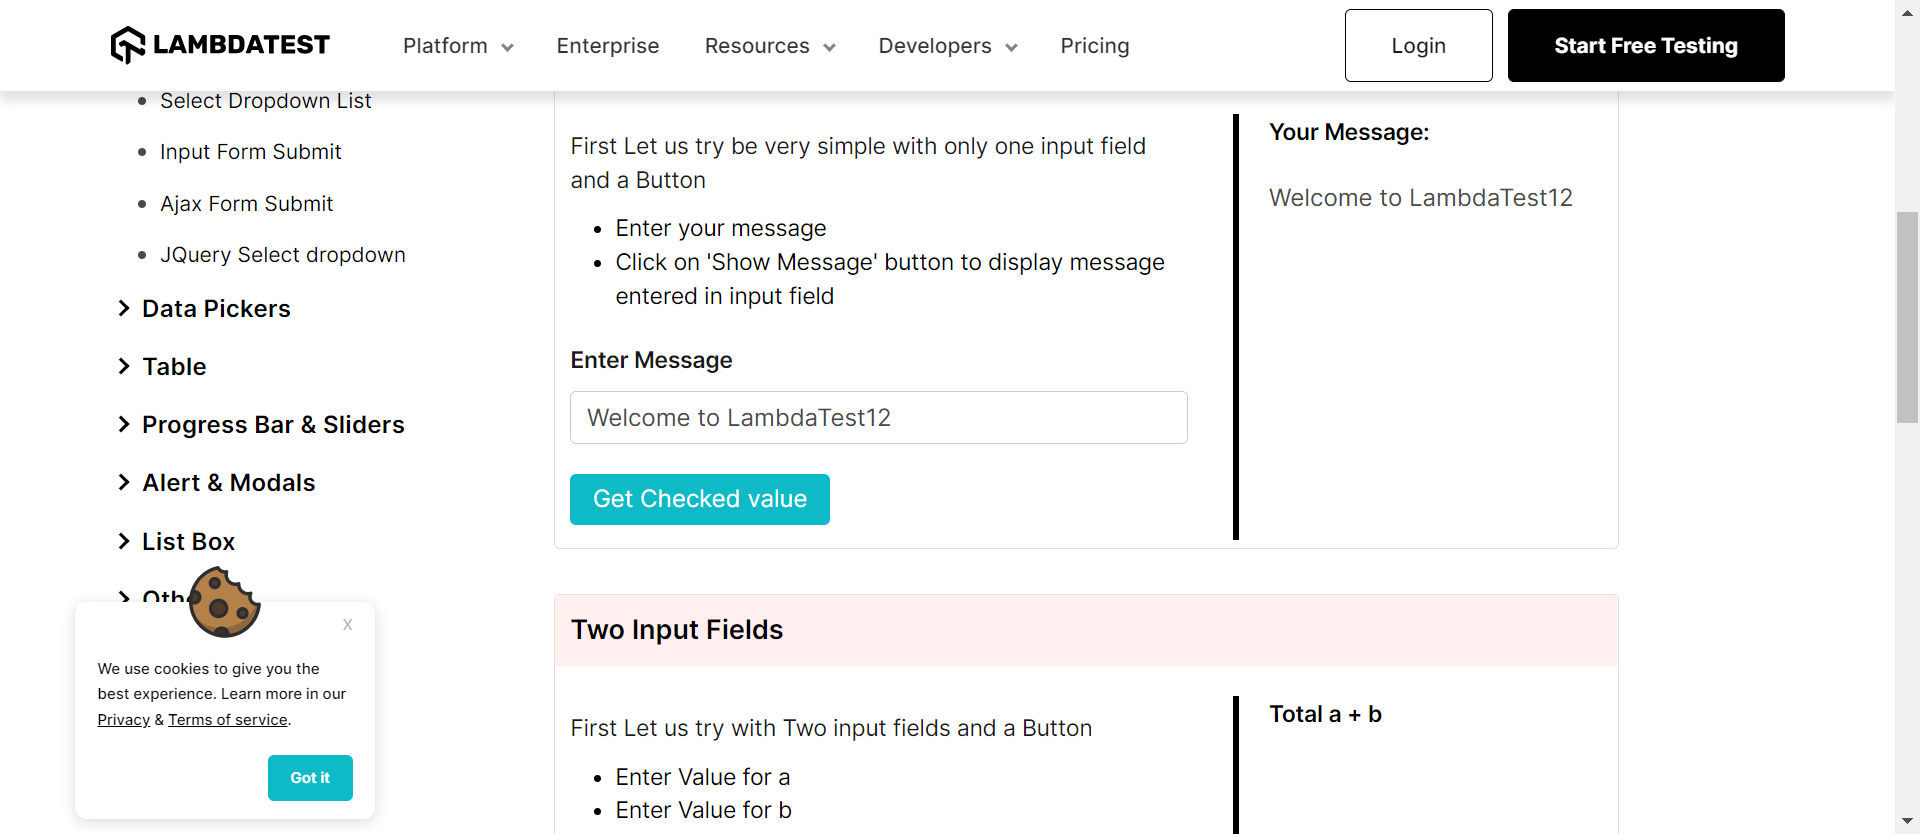 LAMBDATEST
Platform
Enterprise
Resources
Developers
Pricing
Login
Start Free Testing
Select Dropdown List
Input Form Submit
Ajax Form Submit
JQuery Select dropdown
Data Pickers
Table
Progress Bar & Sliders
Alert & Modals
List Box
X
We use cookies to give you the
best experience. Learn more in our
Privacy & Terms of service.
Got it
First Let us try be very simple with only one input field
and a Button
Enter your message
Click on 'Show Message' button to display message
entered in input field
Enter Message
Welcome to LambdaTest12
Get Checked value
Your Message:
Welcome to LambdaTest12
Two Input Fields
First Let us try with Two input fields and a Button
Enter Value for a
Enter Value for b
Total a + b